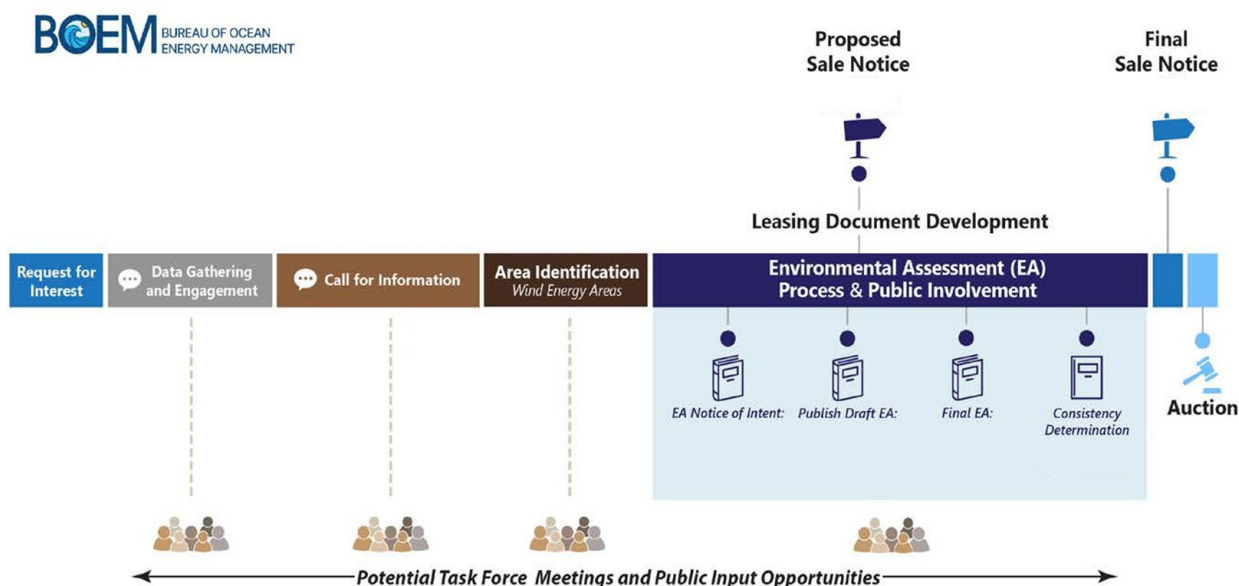 BOEM
BUREAU OF OCEAN
ENERGY MANAGEMENT
Proposed
Sale Notice
Final
Sale Notice
Leasing Document Development
Request for
Interest
Data Gathering
and Engagement
Call for Information
Area Identification
Wind Energy Areas
Environmental Assessment (EA)
Process & Public Involvement
EA Notice of Intent:
Publish Draft EA:
Final EA:
Consistency
Determination
Auction
Potential Task Force Meetings and Public Input Opportunities